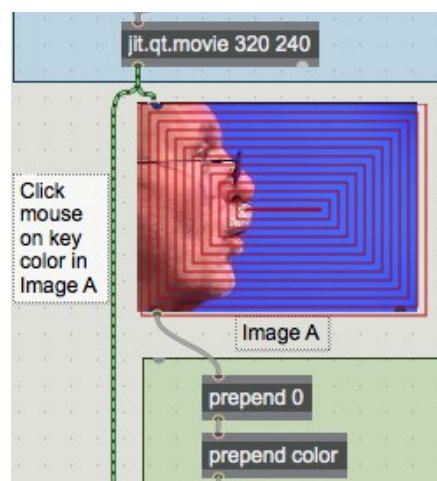 jit.qt.movie 320 240
Click
mouse
on key
color in
Image A
Image A
prepend 0
prepend color